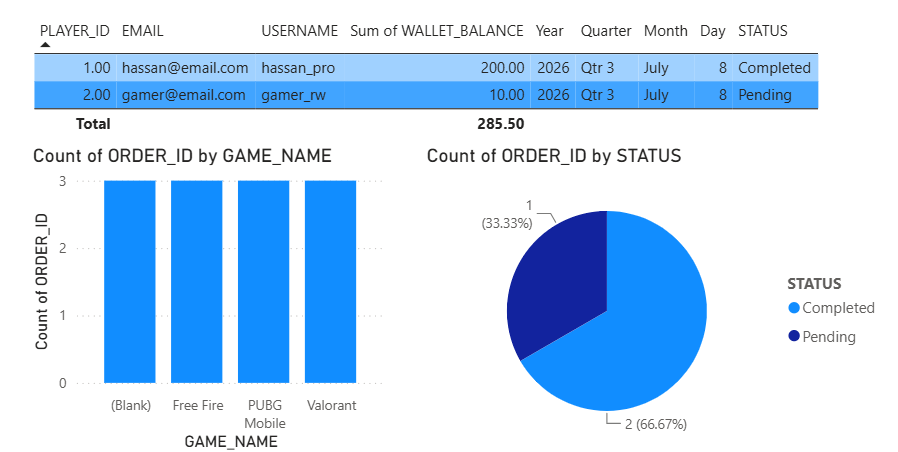 PLAYER_ID EMAIL USERNAME Sum of WALLET_BALANCE Year Quarter Month Day STATUS
1.00 hassan@email.com hassan_pro 200.00 2026 Qtr 3 July 8 Completed
2.00 gamer@email.com gamer_rw 10.00 2026 Qtr 3 July 8 Pending
Total 285.50
Count of ORDER_ID by GAME_NAME
Count of ORDER_ID
3
2
1
0
(Blank) Free Fire PUBG Mobile Valorant
GAME_NAME
Count of ORDER_ID by STATUS
1
(33.33%)
2 (66.67%)
STATUS
Completed
Pending